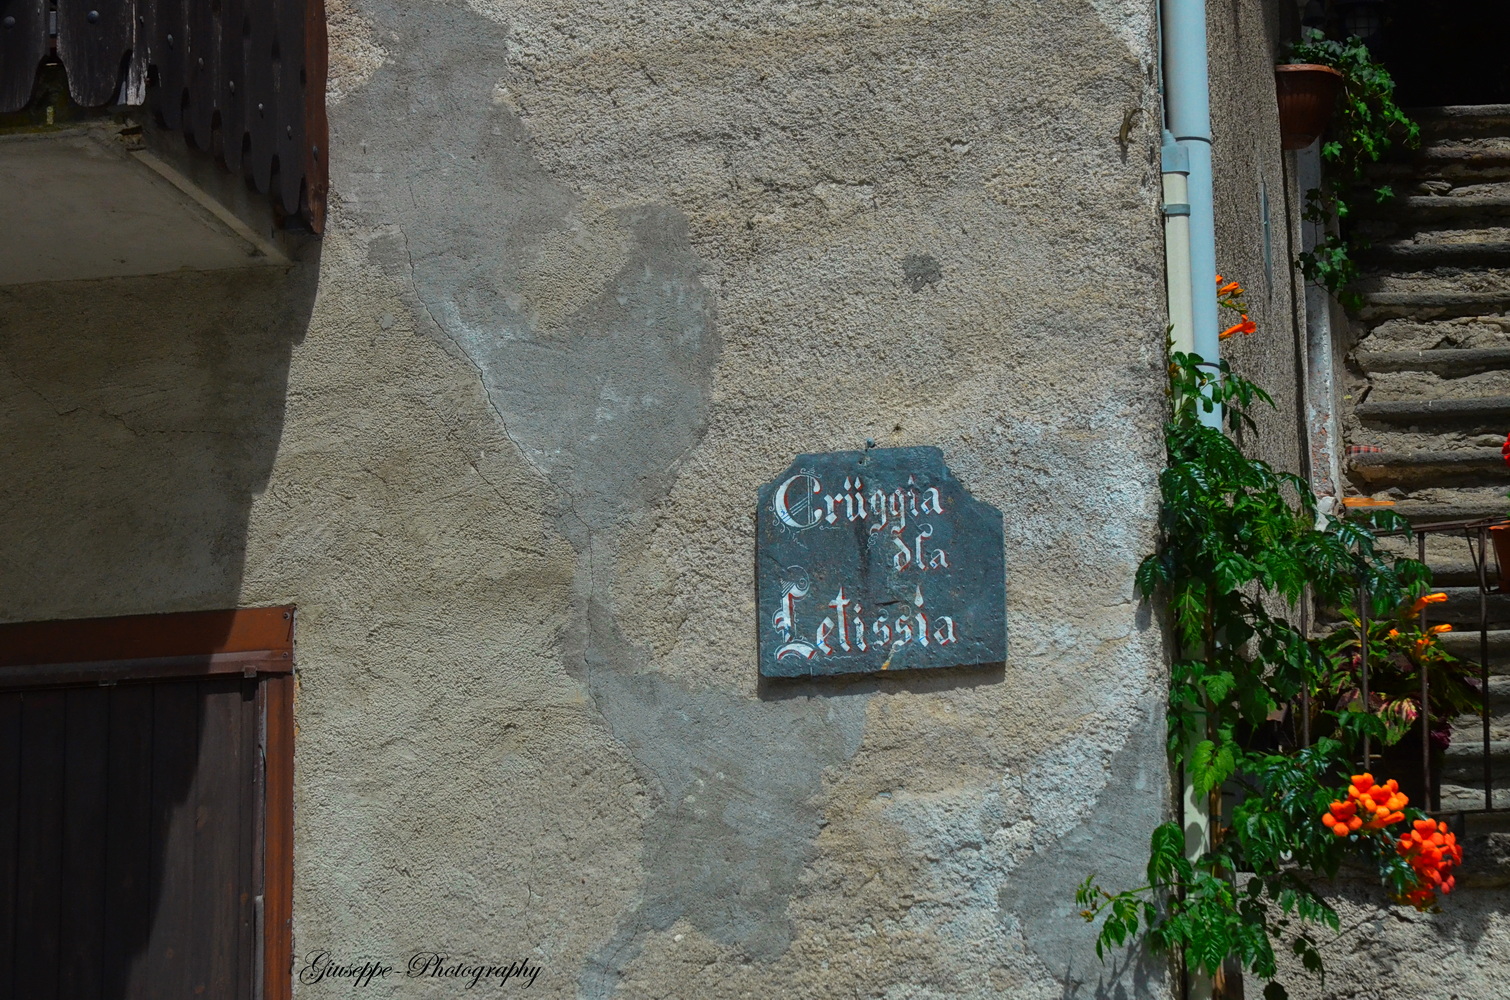 Crüggia
dla
Letissia
Giuseppe-Photography